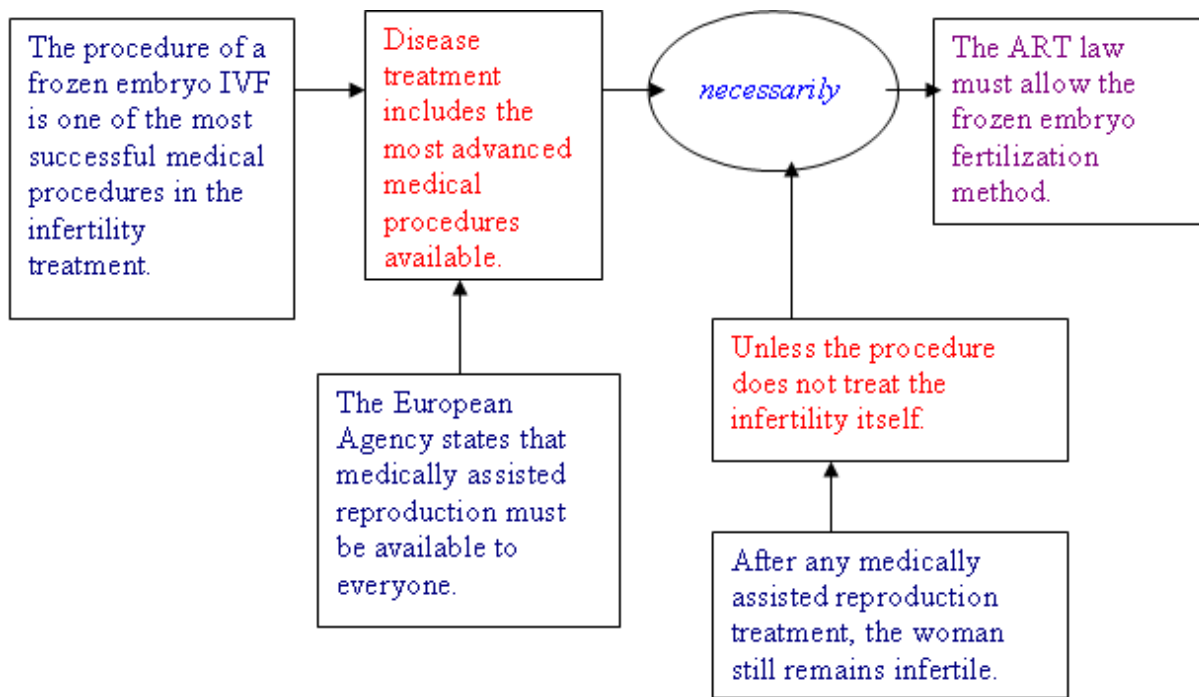 The procedure of a
frozen embryo IVF
is one of the most
successful medical
procedures in the
infertility
treatment.
Disease
treatment
includes the
most advanced
medical
procedures
available.
necessarily
The ART law
must allow the
frozen embryo
fertilization
method.
The European
Agency states that
medically assisted
reproduction must
be available to
everyone.
Unless the procedure
does not treat the
infertility itself.
After any medically
assisted reproduction
treatment, the woman
still remains infertile.